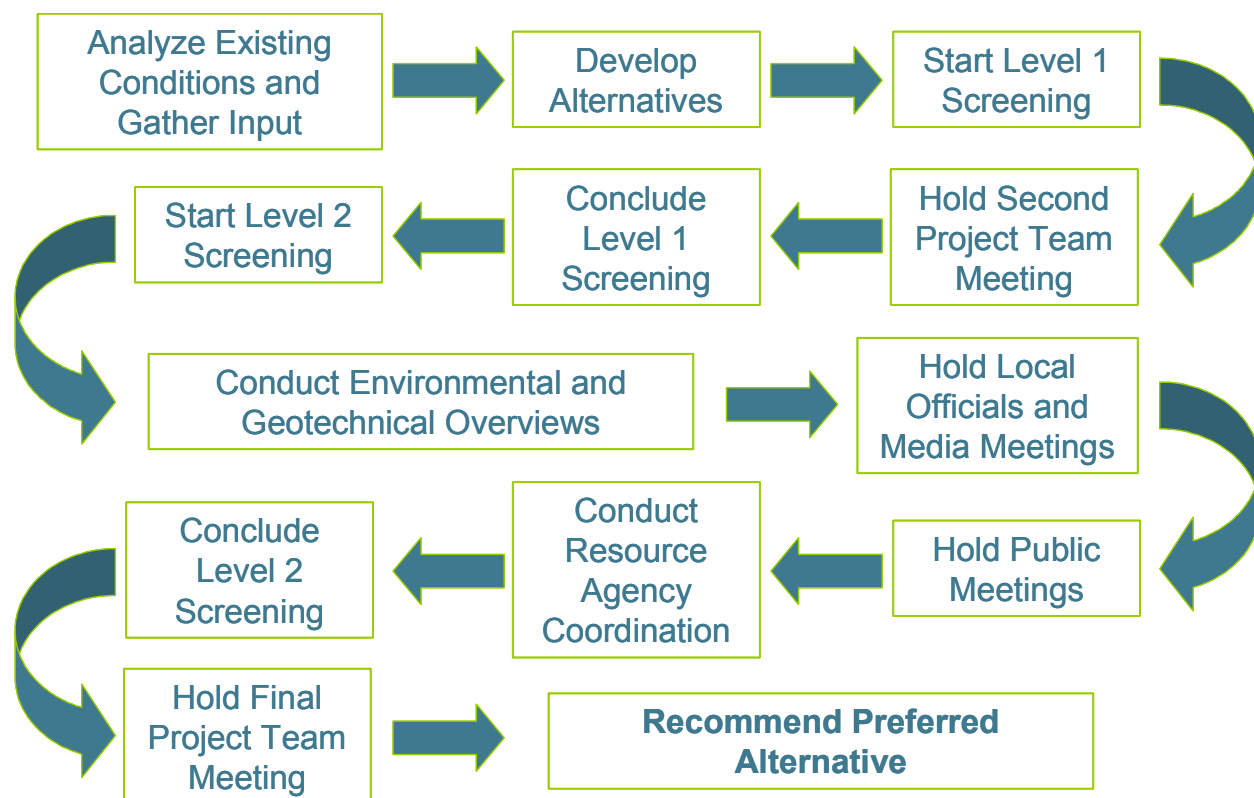 Analyze Existing
Conditions and
Gather Input
Develop
Alternatives
Start Level 1
Screening
Hold Second
Project Team
Meeting
Conclude
Level 1
Screening
Start Level 2
Screening
Conduct Environmental and
Geotechnical Overviews
Hold Local
Officials and
Media Meetings
Hold Public
Meetings
Conduct
Resource
Agency
Coordination
Conclude
Level 2
Screening
Hold Final
Project Team
Meeting
Recommend Preferred
Alternative